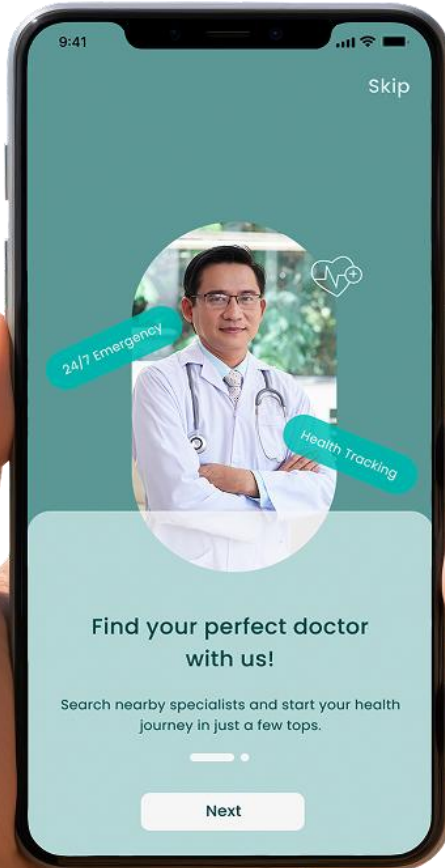 9:41
Skip
24/7 Emergency
Health Tracking
Find your perfect doctor
with us!
Search nearby specialists and start your health
journey in just a few tops.
Next